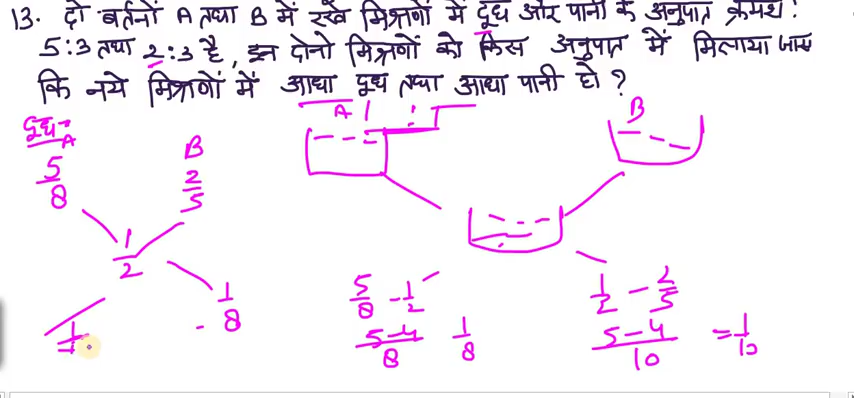 13. दो बर्तनों A तथा B में रखे मिश्रणों में दूध और पानी के अनुपात क्रमशः
5:3 तथा 2:3 है, इन दोनो मिश्रणों को किस अनुपात में मिलाया जाय
कि नये मिश्रणों में आधा दूध तथा आधा पानी हो ?
दूध A B A B
5/8 2/5
1/2
1/8 5/8 - 1/2 1/2 - 2/5
5-4/8 1/8 5-4/10 = 1/10